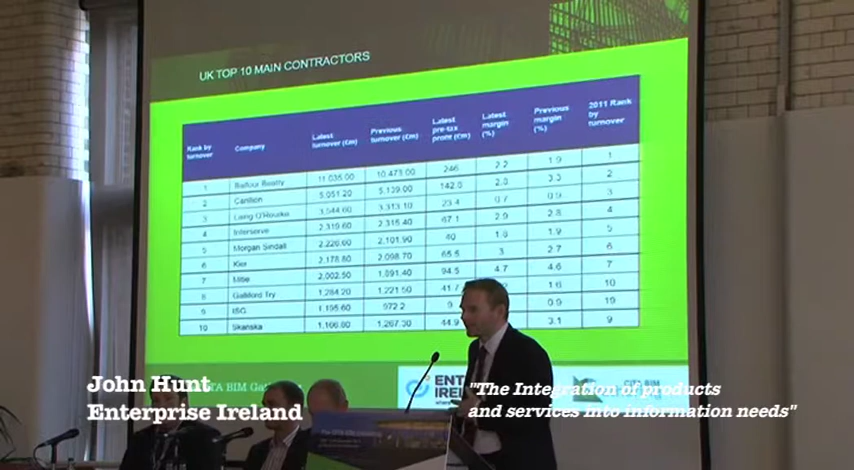 UK TOP 10 MAIN CONTRACTORS
Rank by turnover Company Latest turnover (£m) Previous turnover (£m) Latest pre-tax profit (£m) Latest margin (%) Previous margin (%) 2011 Rank by turnover
1 Balfour Beatty 11,035.00 10,473.00 246 2.2 1.9 1
2 Carillion 5,051.20 5,139.00 142.8 2.8 3.3 2
3 Laing O'Rourke 3,544.60 3,313.10 23.4 0.7 0.9 3
4 Interserve 2,319.60 2,315.40 67.1 2.9 2.8 4
5 Morgan Sindall 2,226.60 2,101.90 40 1.8 1.9 5
6 Kier 2,178.80 2,098.70 65.5 3 2.7 6
7 Mitie 2,002.50 1,891.40 94.5 4.7 4.6 7
8 Galliford Try 1,284.20 1,221.60 41.7 1.6 10
9 ISG 1,195.60 972.2 9 0.9 19
10 Skanska 1,166.80 1,267.30 44.9 3.1 9
CITA BIM
John Hunt
Enterprise Ireland
"The Integration of products
and services into information needs"